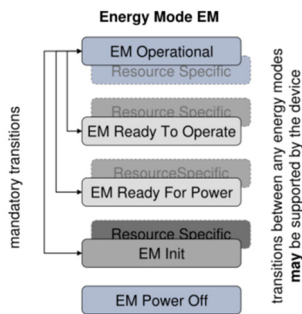 Energy Mode EM
EM Operational
Resource Specific
Resource Specific
EM Ready To Operate
ResourceSpecific
EM Ready For Power
Resource Specific
EM Init
EM Power Off
mandatory transitions
transitions between any energy modes
may be supported by the device